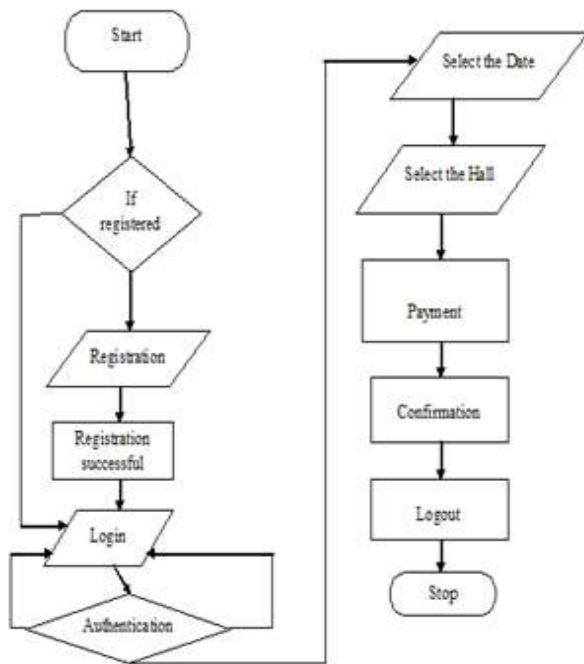 Start
If
registered
Registration
Registration
successful
Login
Authentication
Select the Date
Select the Hall
Payment
Confirmation
Logout
Stop